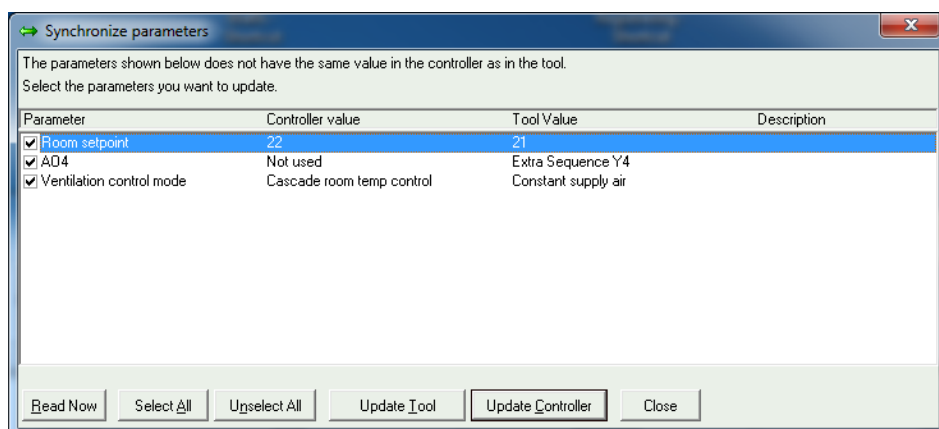 Synchronize parameters
The parameters shown below does not have the same value in the controller as in the tool.
Select the parameters you want to update.
Parameter Controller value Tool Value Description
Room setpoint 22 21
AO4 Not used Extra Sequence Y4
Ventilation control mode Cascade room temp control Constant supply air
Read Now Select All Unselect All Update Tool Update Controller Close